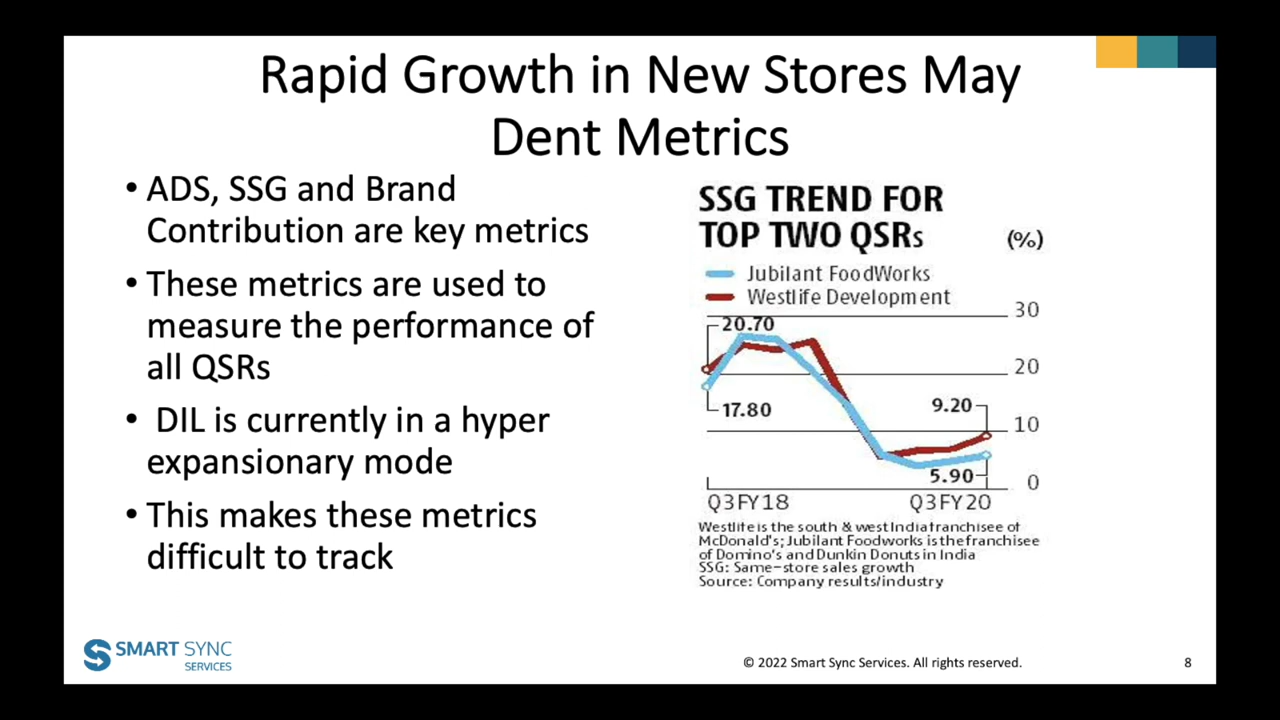 Rapid Growth in New Stores May
Dent Metrics
• ADS, SSG and Brand
Contribution are key metrics
• These metrics are used to
measure the performance of
all QSRs
• DIL is currently in a hyper
expansionary mode
• This makes these metrics
difficult to track
SSG TREND FOR
TOP TWO QSRs (%)
Jubilant FoodWorks
Westlife Development
30
20.70
20
17.80
9.20
10
5.90
0
Q3FY18 Q3FY20
Westlife is the south & west India franchisee of
McDonald's; Jubilant Foodworks is the franchisee
of Domino's and Dunkin Donuts in India
SSG: Same-store sales growth
Source: Company results/industry
SMART SYNC
SERVICES
© 2022 Smart Sync Services. All rights reserved.
8